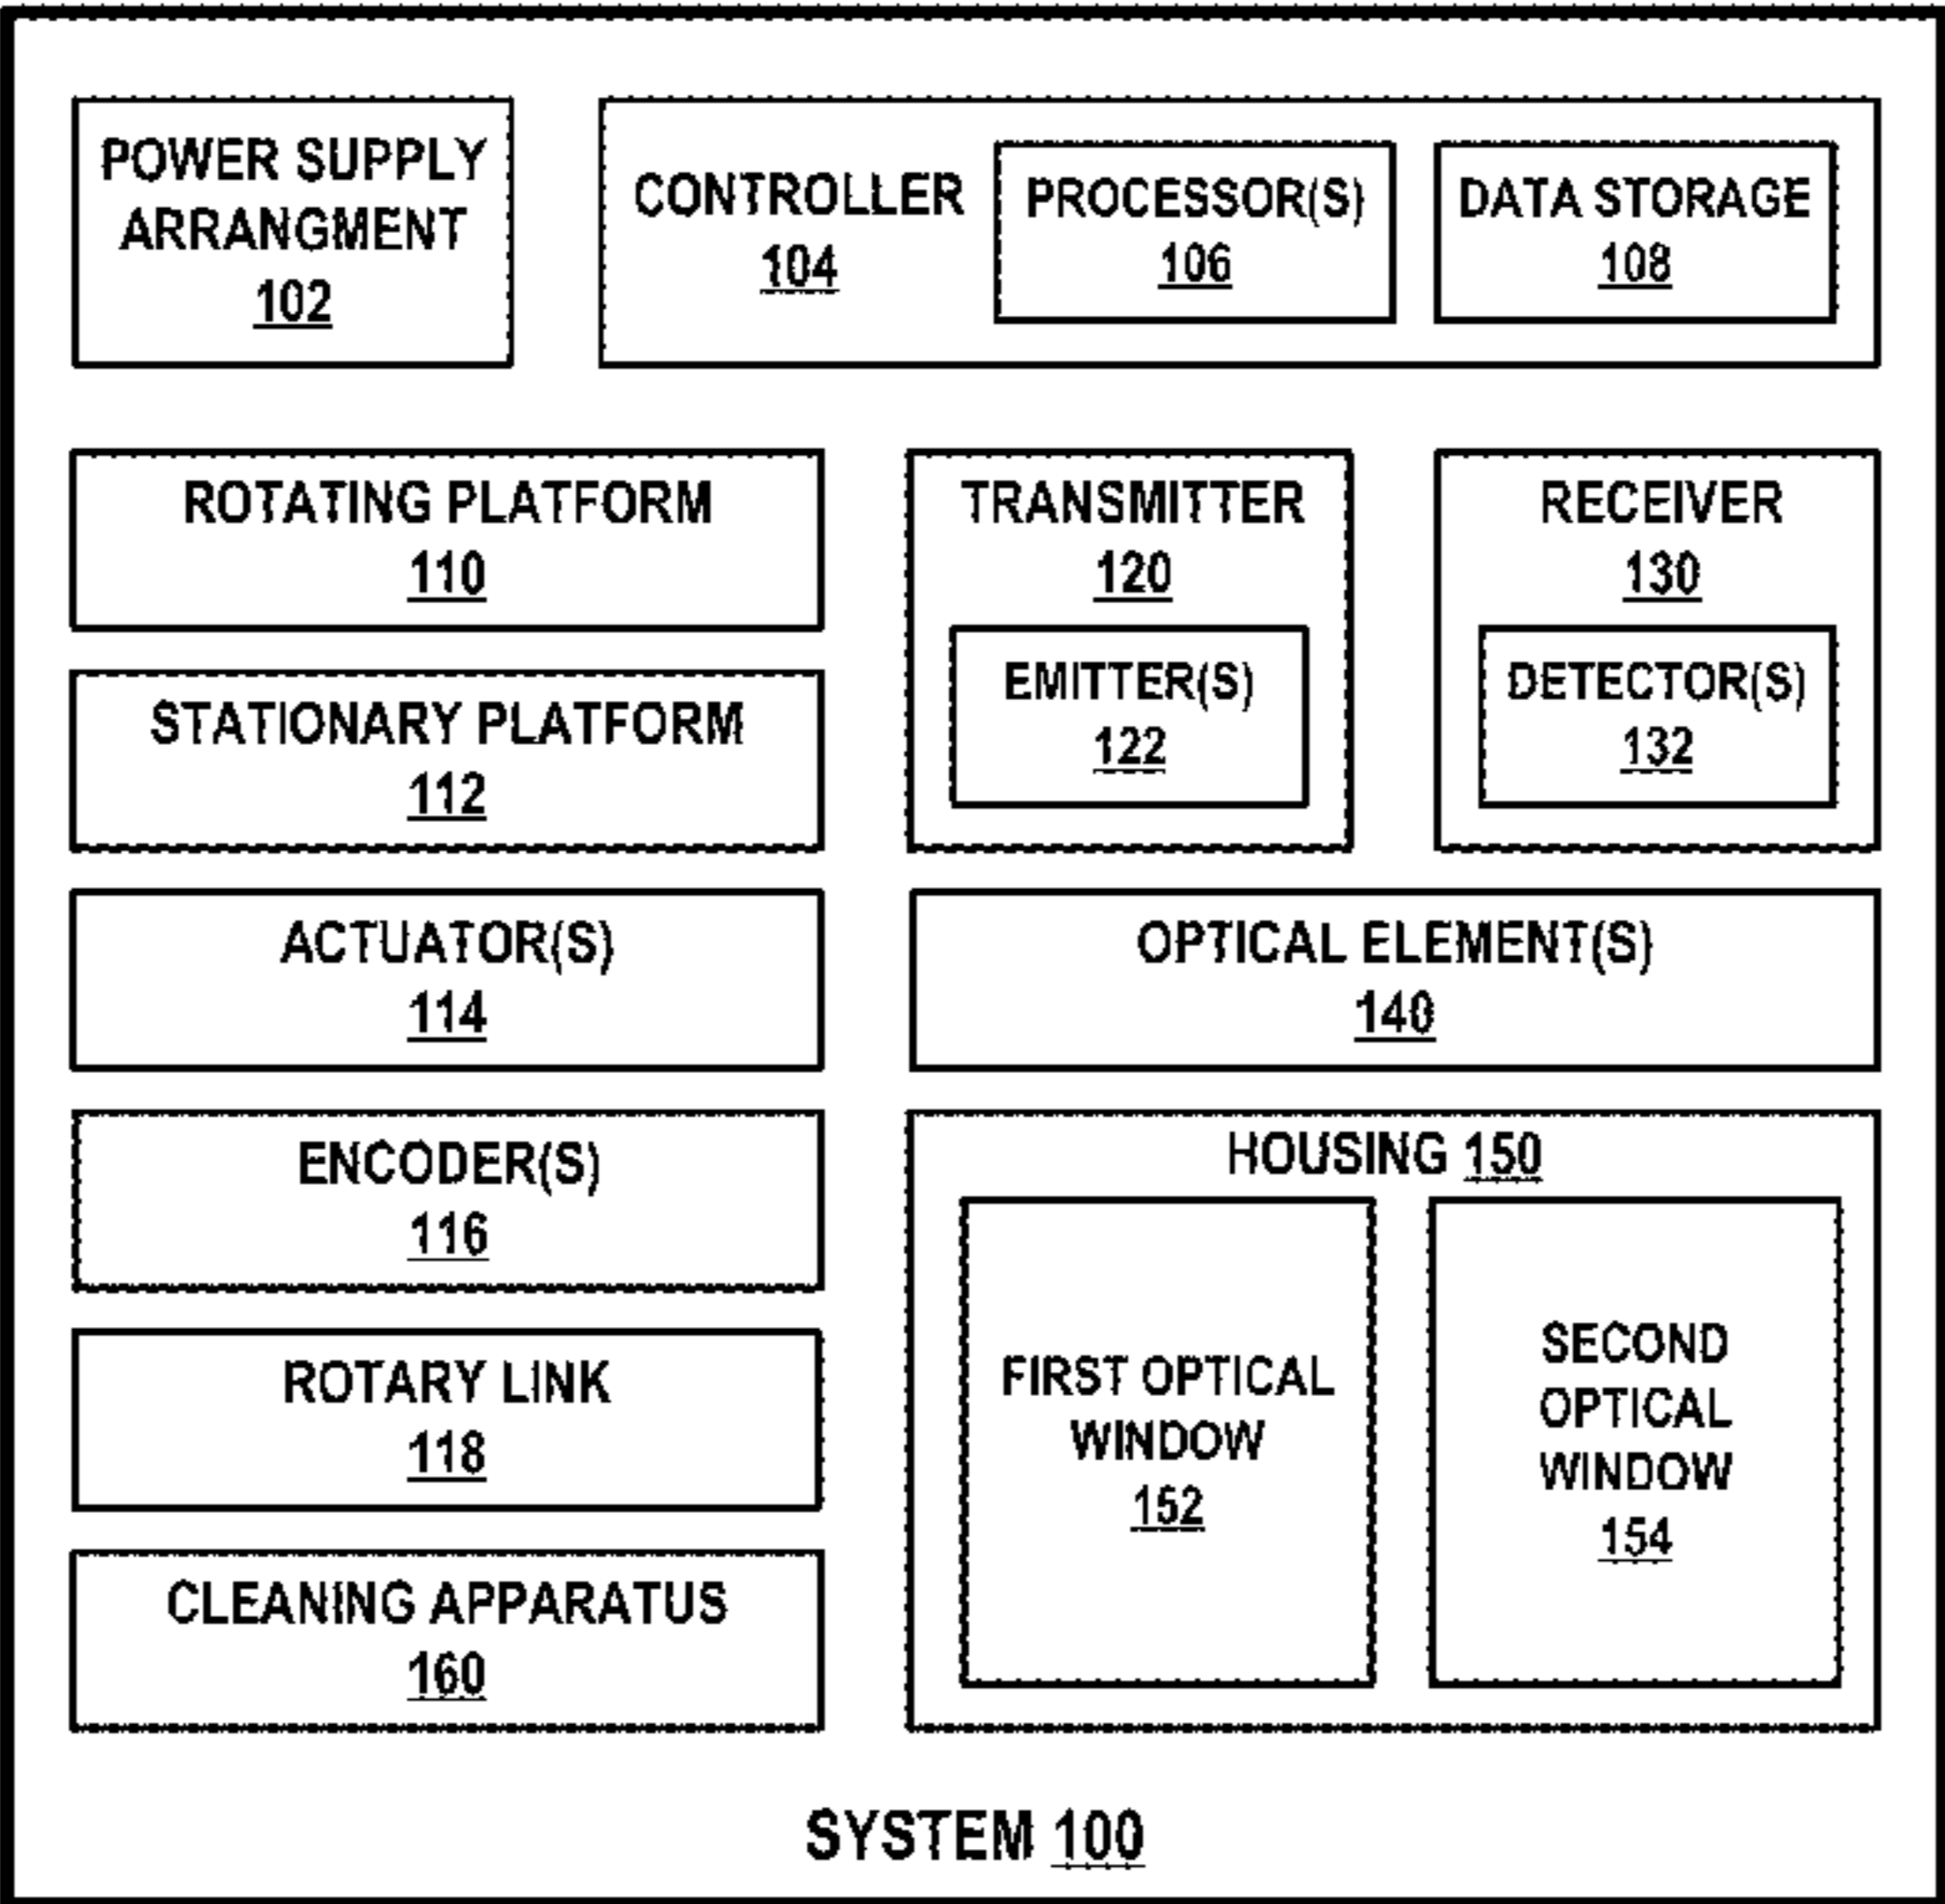 POWER SUPPLY
ARRANGMENT
102
CONTROLLER
104
PROCESSOR(S)
106
DATA STORAGE
108
ROTATING PLATFORM
110
STATIONARY PLATFORM
112
ACTUATOR(S)
114
ENCODER(S)
116
ROTARY LINK
118
CLEANING APPARATUS
160
TRANSMITTER
120
EMITTER(S)
122
RECEIVER
130
DETECTOR(S)
132
OPTICAL ELEMENT(S)
140
HOUSING 150
FIRST OPTICAL
WINDOW
152
SECOND
OPTICAL
WINDOW
154
SYSTEM 100